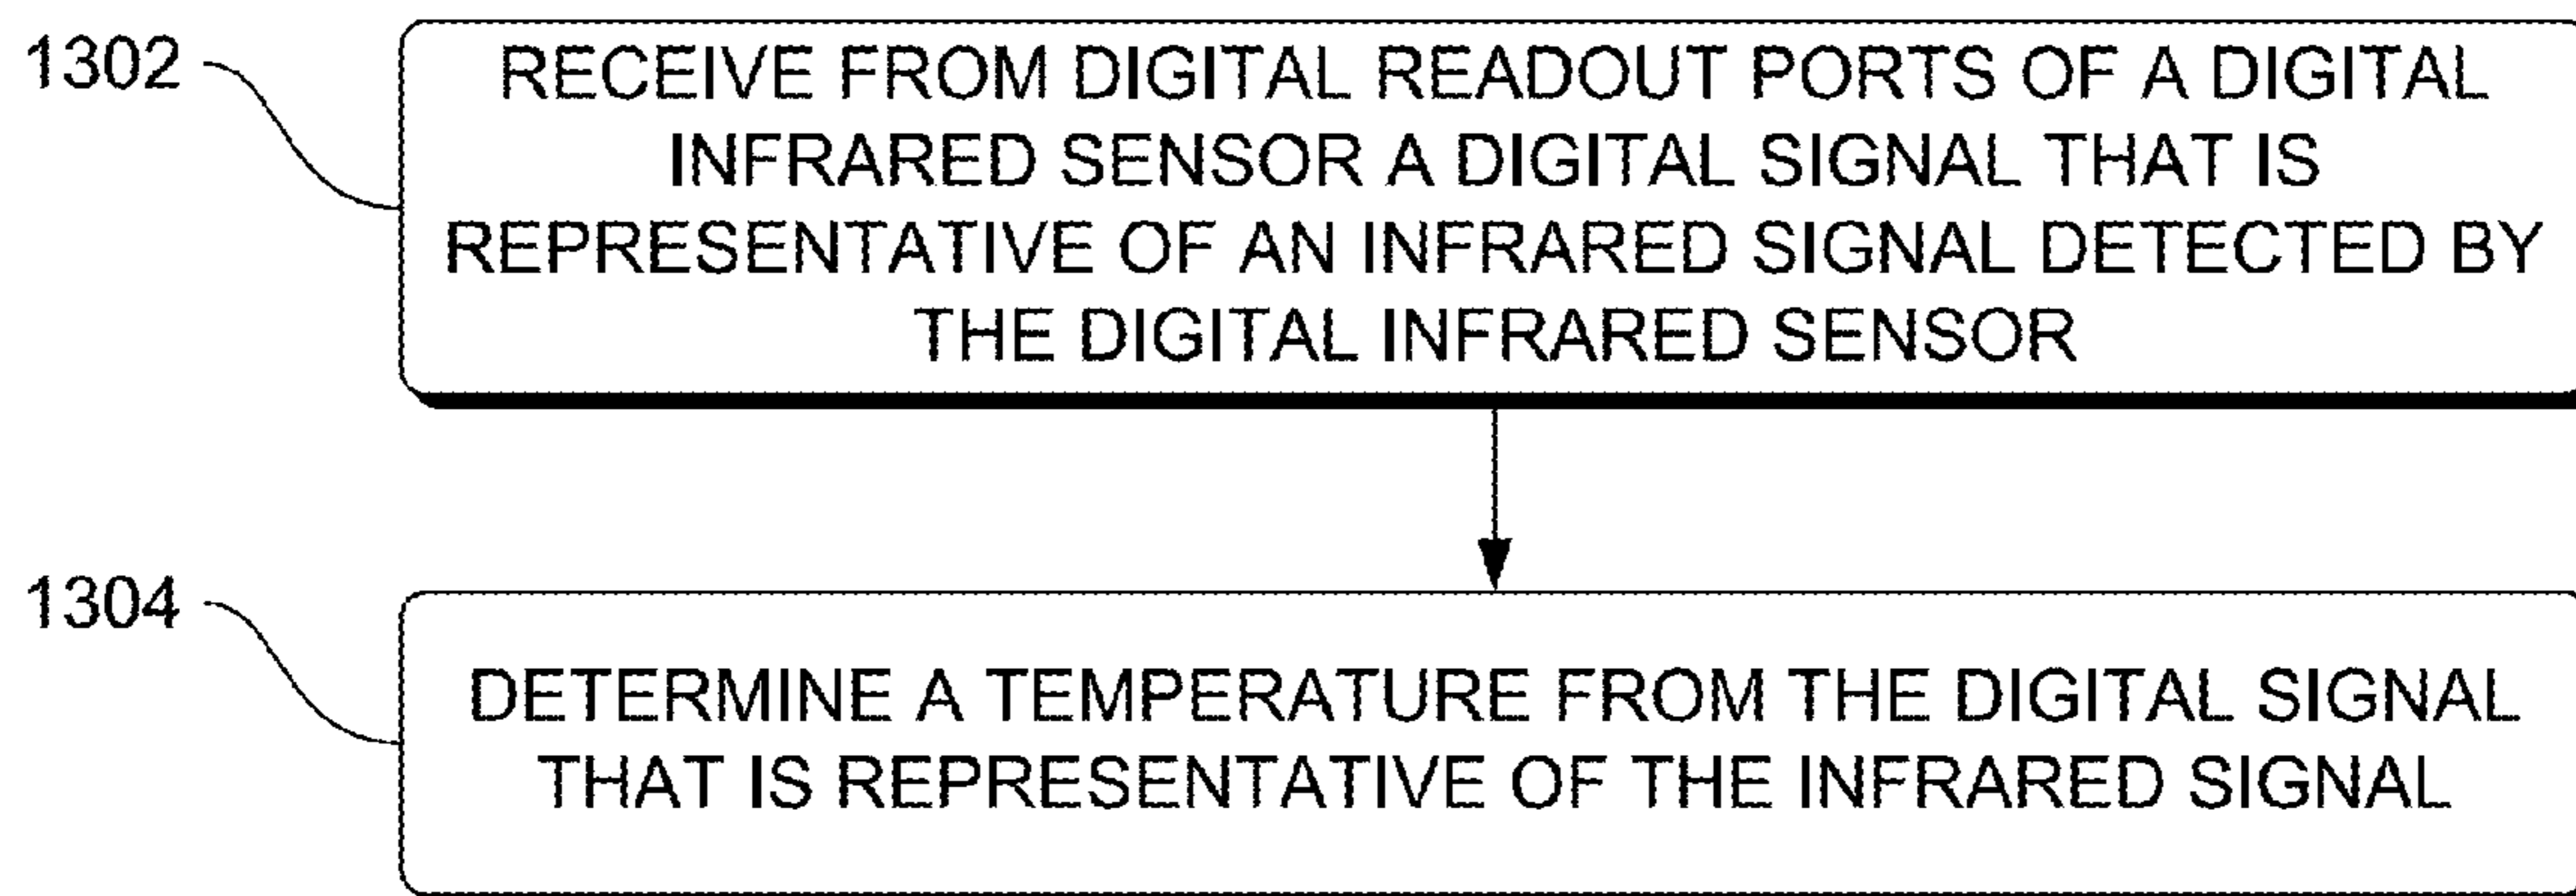 1302
RECEIVE FROM DIGITAL READOUT PORTS OF A DIGITAL
INFRARED SENSOR A DIGITAL SIGNAL THAT IS
REPRESENTATIVE OF AN INFRARED SIGNAL DETECTED BY
THE DIGITAL INFRARED SENSOR
1304
DETERMINE A TEMPERATURE FROM THE DIGITAL SIGNAL
THAT IS REPRESENTATIVE OF THE INFRARED SIGNAL